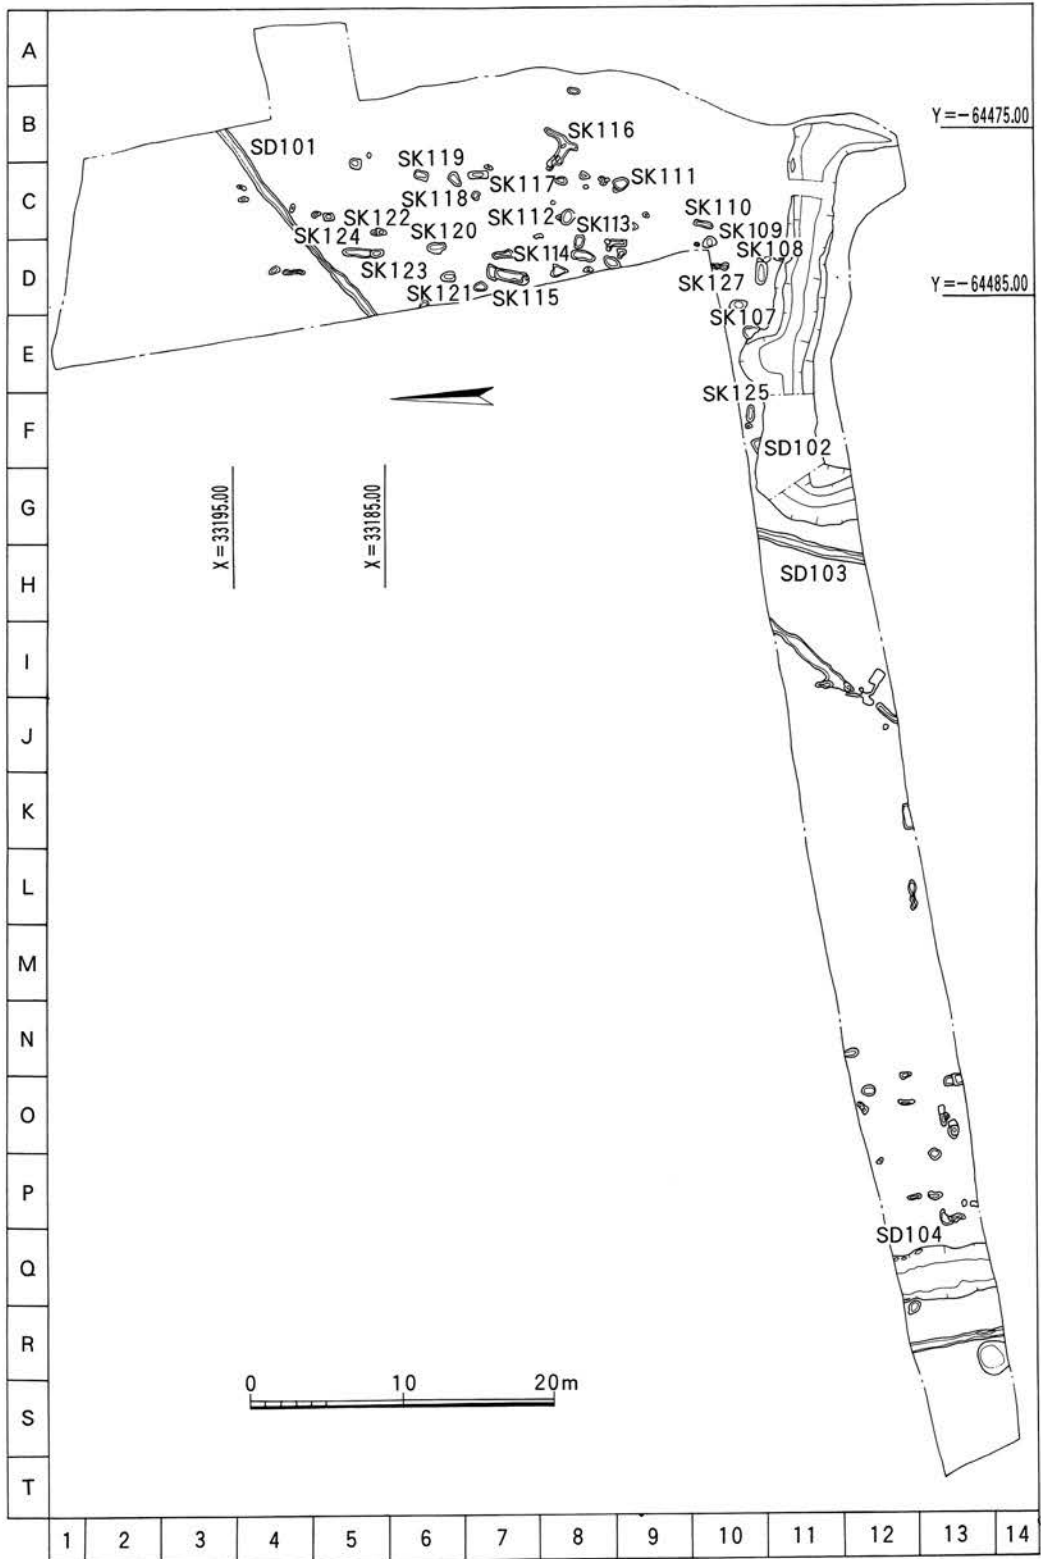 A
B
C
D
E
F
G
H
I
J
K
L
M
N
O
P
Q
R
S
T
Y=-64475.00
SK116
SD101
SK119
SK117
SK111
SK118
SK122
SK112
SK110
SK113
SK109
SK124
SK120
SK108
SK114
SK123
SK127
Y=-64485.00
SK121
SK115
SK107
SK125
SD102
X=33195.00
X=33185.00
SD103
SD104
0 10 20m
1 2 3 4 5 6 7 8 9 10 11 12 13 14